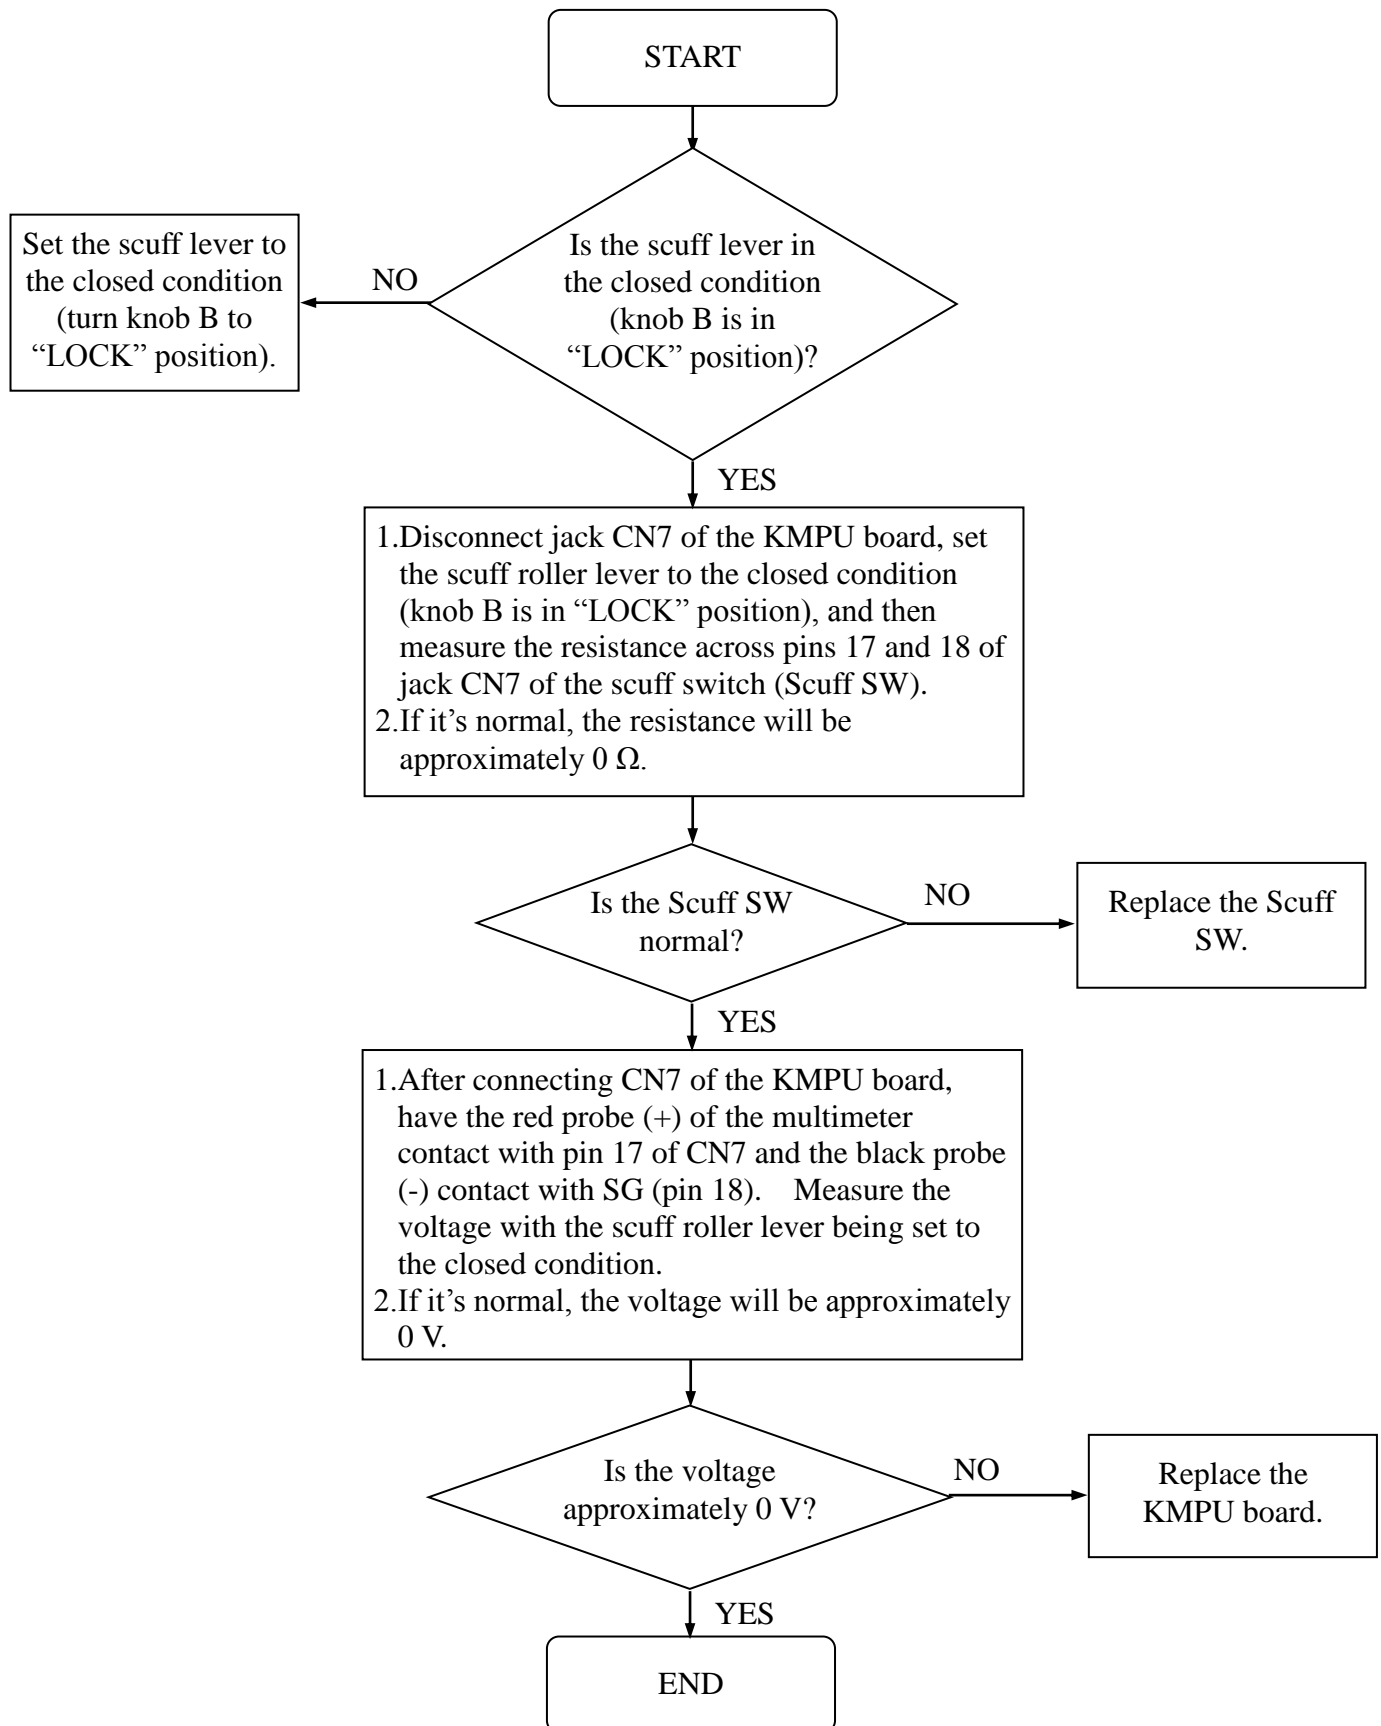 START
Set the scuff lever to
the closed condition
(turn knob B to
“LOCK” position).
NO
Is the scuff lever in
the closed condition
(knob B is in
“LOCK” position)?
YES
1.Disconnect jack CN7 of the KMPU board, set
the scuff roller lever to the closed condition
(knob B is in “LOCK” position), and then
measure the resistance across pins 17 and 18 of
jack CN7 of the scuff switch (Scuff SW).
2.If it’s normal, the resistance will be
approximately 0 Ω.
Is the Scuff SW
normal?
NO
Replace the Scuff
SW.
YES
1.After connecting CN7 of the KMPU board,
have the red probe (+) of the multimeter
contact with pin 17 of CN7 and the black probe
(-) contact with SG (pin 18). Measure the
voltage with the scuff roller lever being set to
the closed condition.
2.If it’s normal, the voltage will be approximately
0 V.
Is the voltage
approximately 0 V?
NO
Replace the
KMPU board.
YES
END